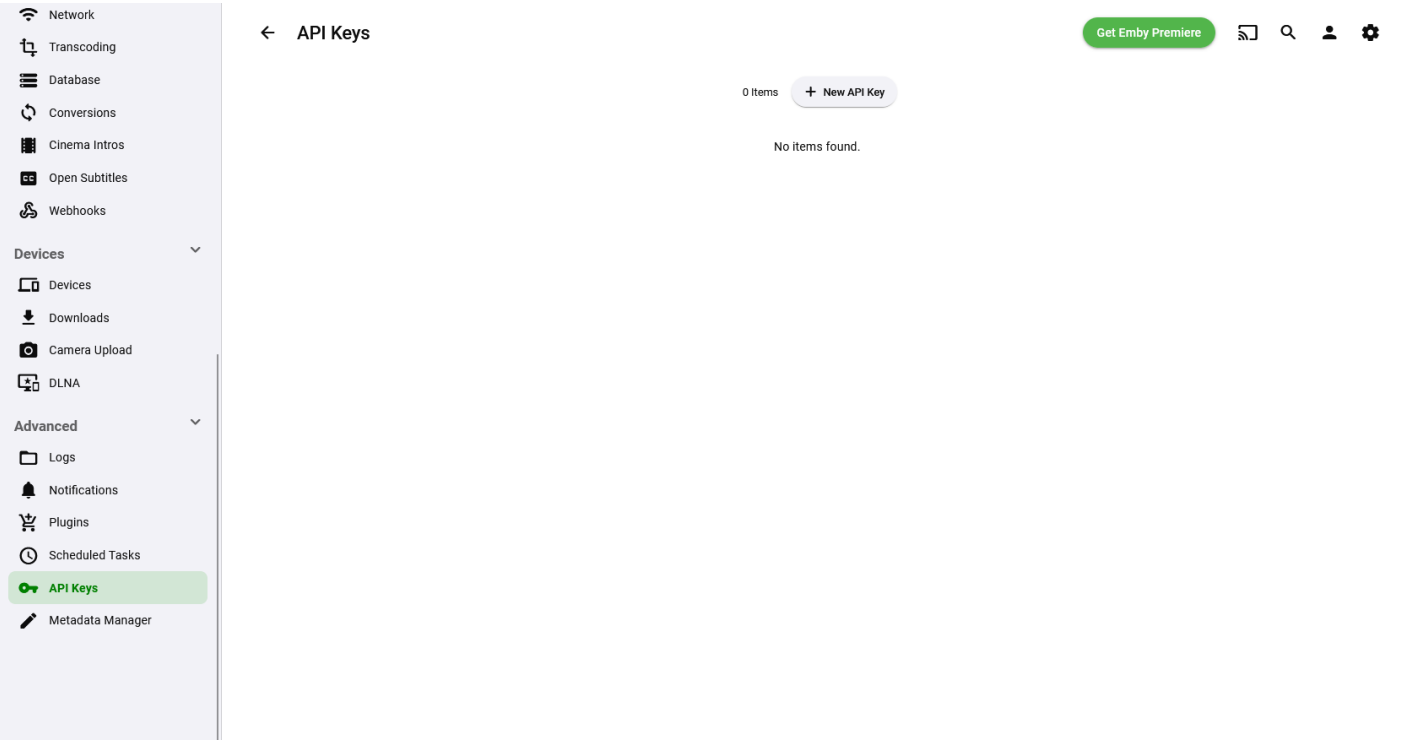 Network
Transcoding
Database
Conversions
Cinema Intros
Open Subtitles
Webhooks
Devices
Devices
Downloads
Camera Upload
DLNA
Advanced
Logs
Notifications
Plugins
Scheduled Tasks
API Keys
Metadata Manager
API Keys
Get Emby Premiere
0 Items
New API Key
No items found.